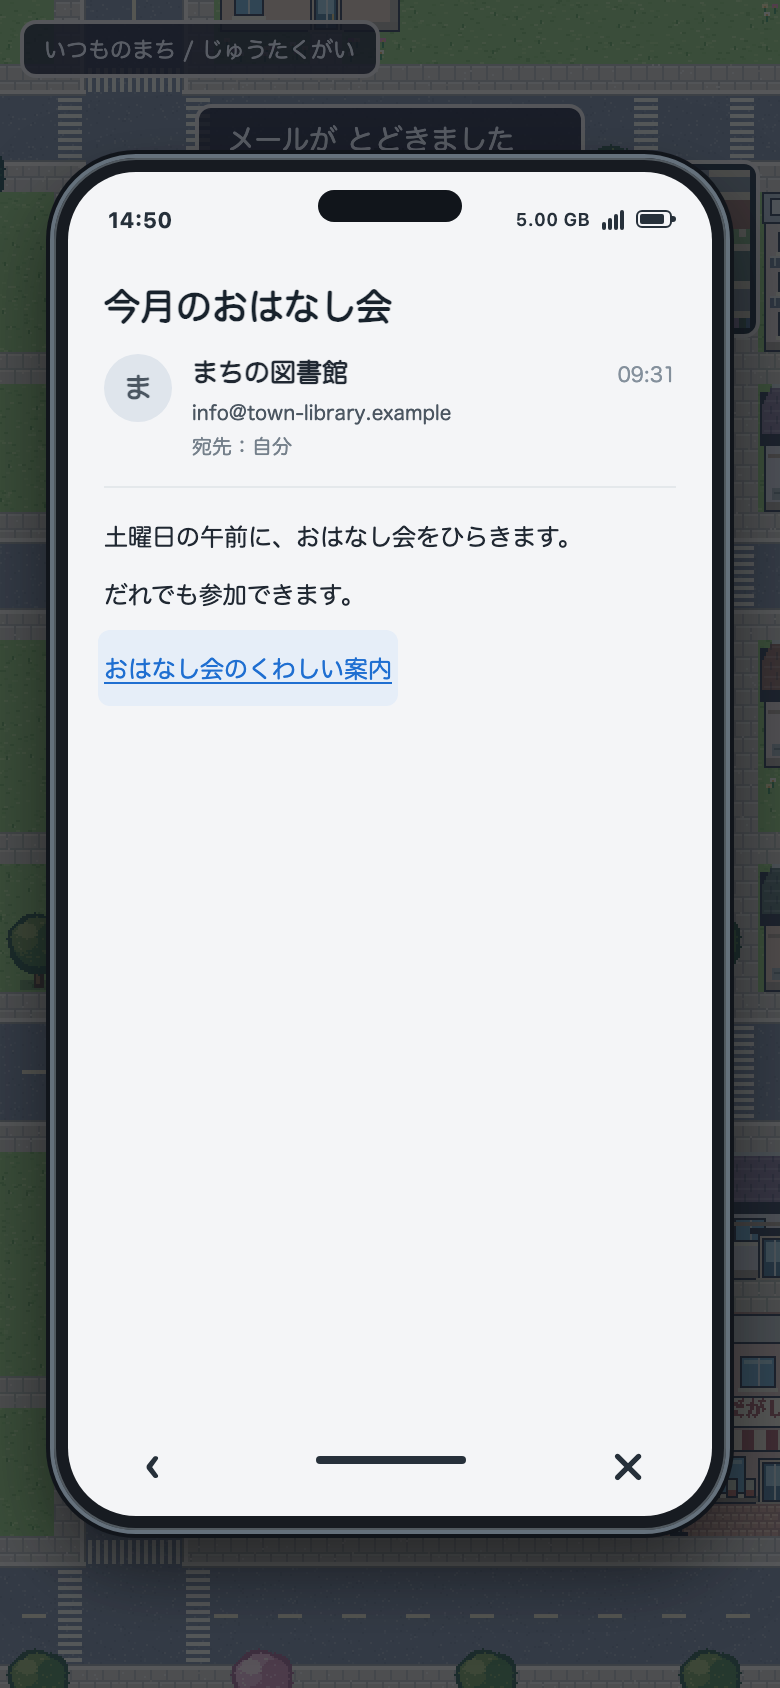 いつものまち / じゅうたくがい
メールが とどきました
14:50
5.00 GB
今月のおはなし会
ま
まちの図書館
09:31
info@town-library.example
宛先：自分
土曜日の午前に、おはなし会をひらきます。
だれでも参加できます。
おはなし会のくわしい案内